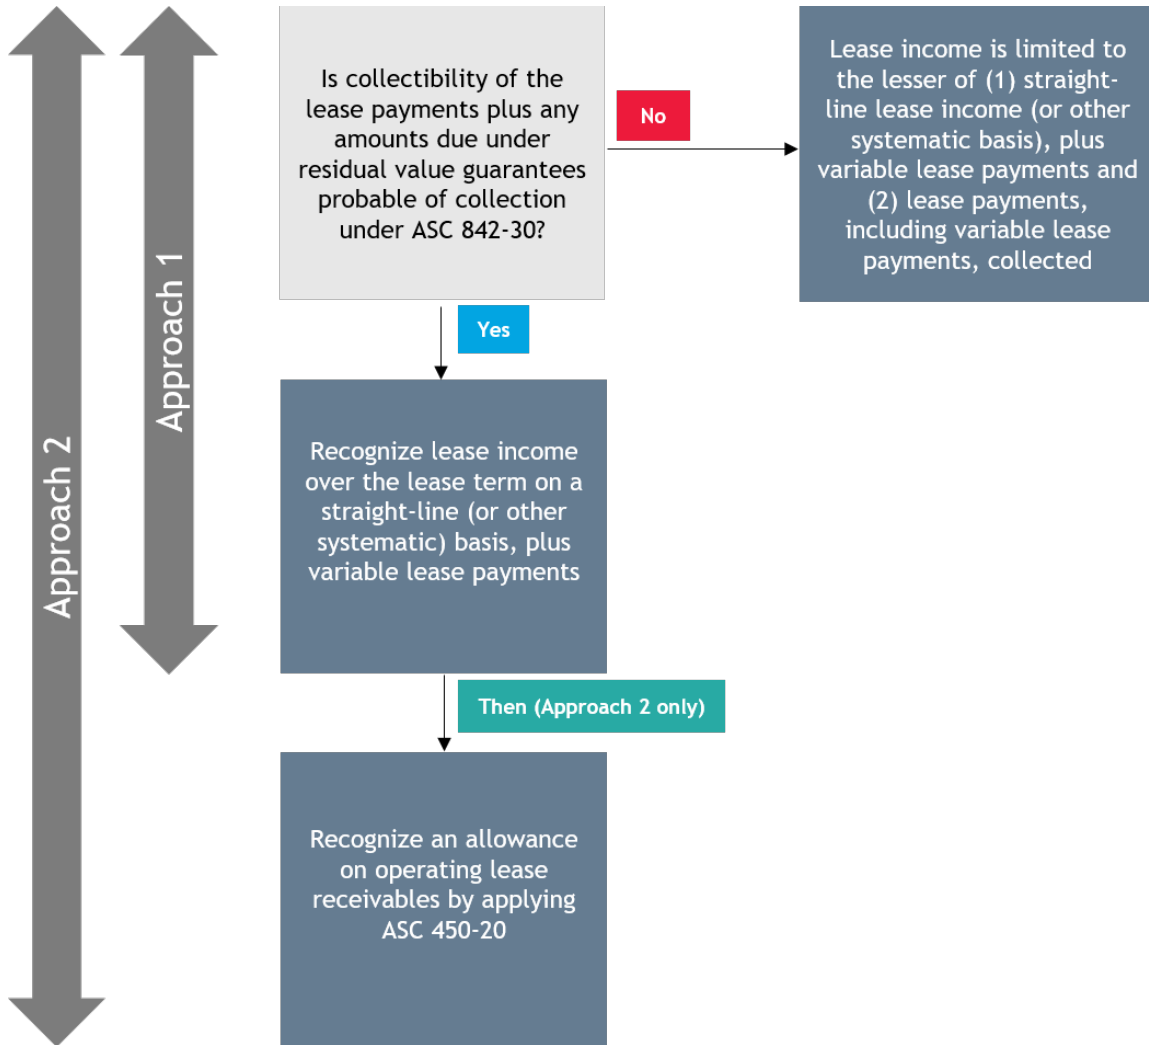 Approach 2
Approach 1
Is collectibility of the
lease payments plus any
amounts due under
residual value guarantees
probable of collection
under ASC 842-30?
No
Lease income is limited to
the lesser of (1) straight-
line lease income (or other
systematic basis), plus
variable lease payments and
(2) lease payments,
including variable lease
payments, collected
Yes
Recognize lease income
over the lease term on a
straight-line (or other
systematic) basis, plus
variable lease payments
Then (Approach 2 only)
Recognize an allowance
on operating lease
receivables by applying
ASC 450-20